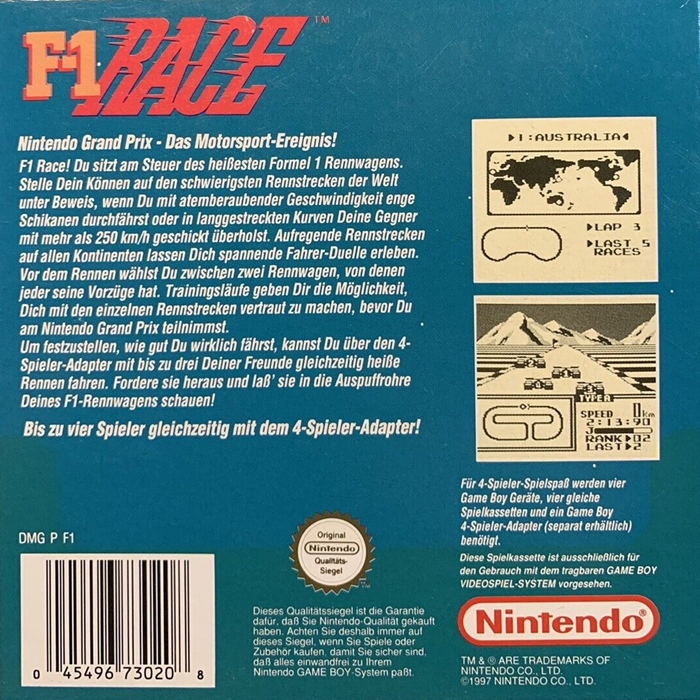 F-1 RACE™
Nintendo Grand Prix - Das Motorsport-Ereignis!
F1 Race! Du sitzt am Steuer des heißesten Formel 1 Rennwagens.
Stelle Dein Können auf den schwierigsten Rennstrecken der Welt
unter Beweis, wenn Du mit atemberaubender Geschwindigkeit enge
Schikanen durchfährst oder in langgestreckten Kurven Deine Gegner
mit mehr als 250 km/h geschickt überholst. Aufregende Rennstrecken
auf allen Kontinenten lassen Dich spannende Fahrer-Duelle erleben.
Vor dem Rennen wählst Du zwischen zwei Rennwagen, von denen
jeder seine Vorzüge hat. Trainingsläufe geben Dir die Möglichkeit,
Dich mit den einzelnen Rennstrecken vertraut zu machen, bevor Du
am Nintendo Grand Prix teilnimmst.
Um festzustellen, wie gut Du wirklich fährst, kannst Du über den 4-
Spieler-Adapter mit bis zu drei Deiner Freunde gleichzeitig heiße
Rennen fahren. Fordere sie heraus und laß' sie in die Auspuffrohre
Deines F1-Rennwagens schauen!
Bis zu vier Spieler gleichzeitig mit dem 4-Spieler-Adapter!
1:AUSTRALIA
LAP 3
LAST 5
RACES
2
1
4
3
TYPE A
SPEED 0km
2:13:90
RANK 02
LAST 2
Für 4-Spieler-Spielspaß werden vier
Game Boy Geräte, vier gleiche
Spielkassetten und ein Game Boy
4-Spieler-Adapter (separat erhältlich)
benötigt.
Diese Spielkassette ist ausschließlich für
den Gebrauch mit dem tragbaren GAME BOY
VIDEOSPIEL-SYSTEM vorgesehen.
DMG P F1
0 45496 73020 8
Original
Nintendo
Qualitäts-
Siegel
TM
Dieses Qualitätssiegel ist die Garantie
dafür, daß Sie Nintendo-Qualität gekauft
haben. Achten Sie deshalb immer auf
dieses Siegel, wenn Sie Spiele oder
Zubehör kaufen, damit Sie sicher sind,
daß alles einwandfrei zu Ihrem
Nintendo GAME BOY-System paßt.
Nintendo®
TM & ® ARE TRADEMARKS OF
NINTENDO CO., LTD.
©1997 NINTENDO CO., LTD.